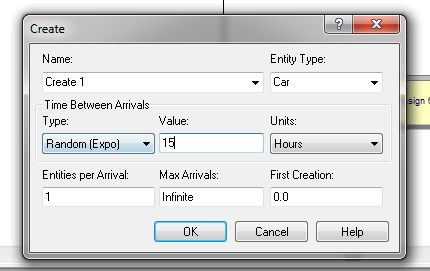 Create
Name: Entity Type:
Create 1 Car
Time Between Arrivals
Type: Value: Units:
Random (Expo) 15 Hours
Entities per Arrival: Max Arrivals: First Creation:
1 Infinite 0.0
OK Cancel Help
sign 6